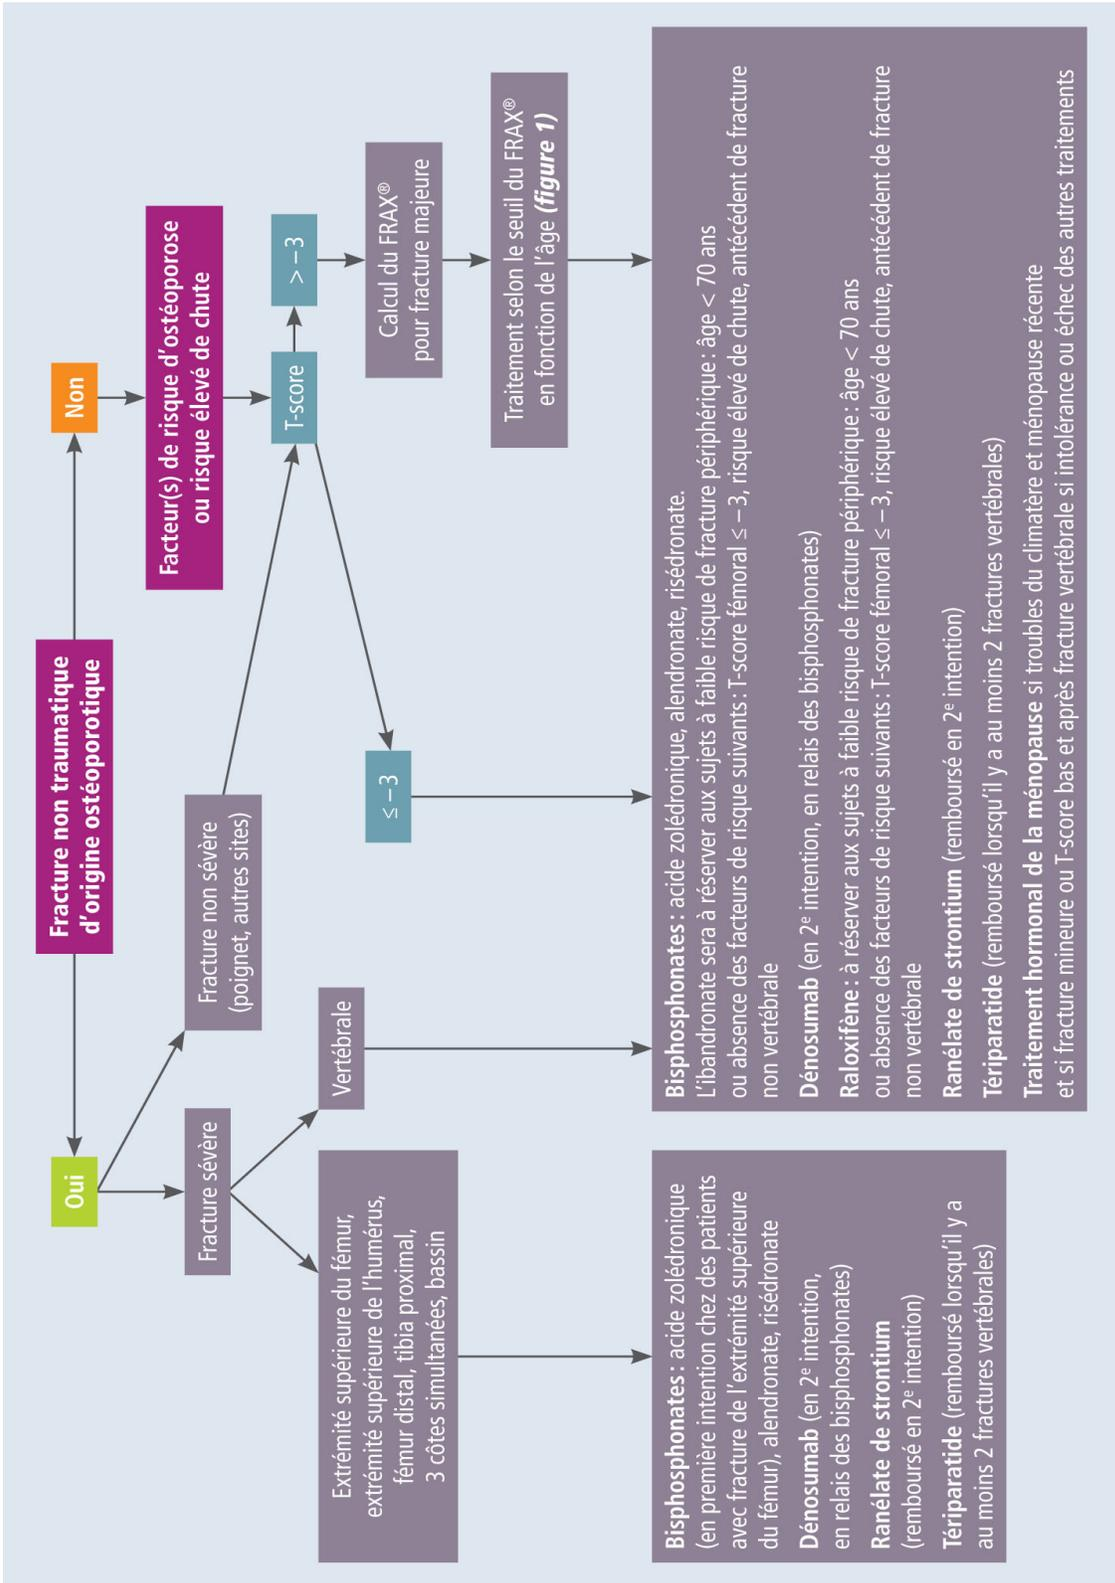 Fracture non traumatique
d'origine ostéoporotique
Oui
Non
Fracture sévère
Fracture non sévère
(poignet, autres sites)
Facteur(s) de risque d'ostéoporose
ou risque élevé de chute
Extrémité supérieure du fémur,
extrémité supérieure de l'humérus,
fémur distal, tibia proximal,
3 côtes simultanées, bassin
Vertébrale
T-score
≤ – 3
> – 3
Calcul du FRAX®
pour fracture majeure
Traitement selon le seuil du FRAX®
en fonction de l'âge (figure 1)
Bisphosphonates : acide zolédronique
(en première intention chez des patients
avec fracture de l'extrémité supérieure
du fémur), alendronate, risédronate
Dénosumab (en 2e intention,
en relais des bisphosphonates)
Ranélate de strontium
(remboursé en 2e intention)
Tériparatide (remboursé lorsqu'il y a
au moins 2 fractures vertébrales)
Bisphosphonates : acide zolédronique, alendronate, risédronate.
L'ibandronate sera à réserver aux sujets à faible risque de fracture périphérique : âge < 70 ans
ou absence des facteurs de risque suivants : T-score fémoral ≤ – 3, risque élevé de chute, antécédent de fracture
non vertébrale
Dénosumab (en 2e intention, en relais des bisphosphonates)
Raloxifène : à réserver aux sujets à faible risque de fracture périphérique : âge < 70 ans
ou absence des facteurs de risque suivants : T-score fémoral ≤ – 3, risque élevé de chute, antécédent de fracture
non vertébrale
Ranélate de strontium (remboursé en 2e intention)
Tériparatide (remboursé lorsqu'il y a au moins 2 fractures vertébrales)
Traitement hormonal de la ménopause si troubles du climatère et ménopause récente
et si fracture mineure ou T-score bas et après fracture vertébrale si intolérance ou échec des autres traitements